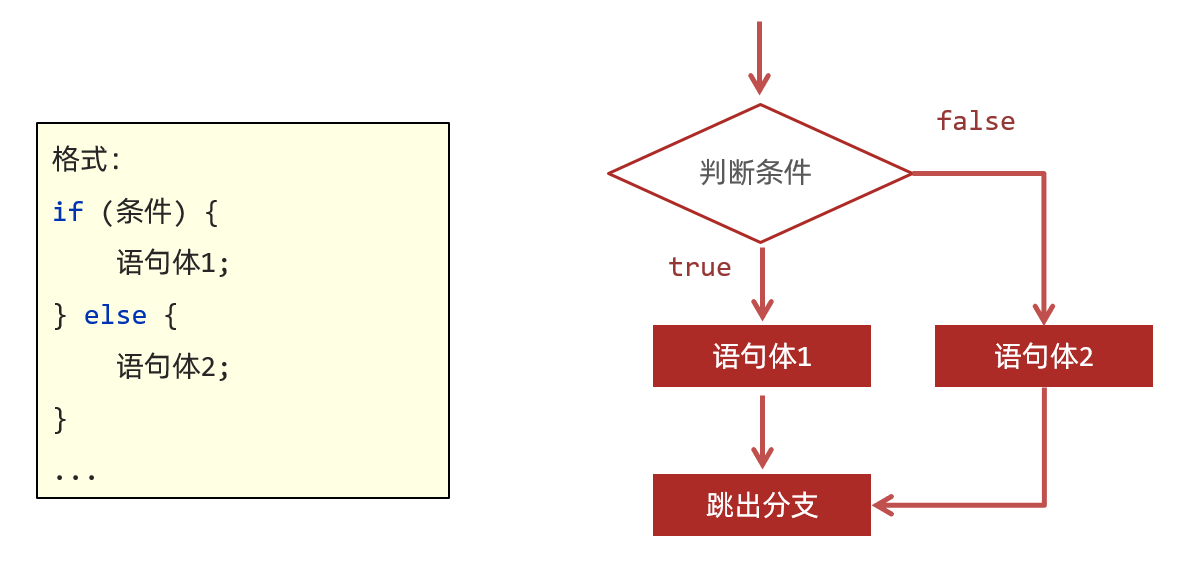 格式:
if (条件) {
语句体1;
} else {
语句体2;
}
...
false
判断条件
true
语句体1
语句体2
跳出分支